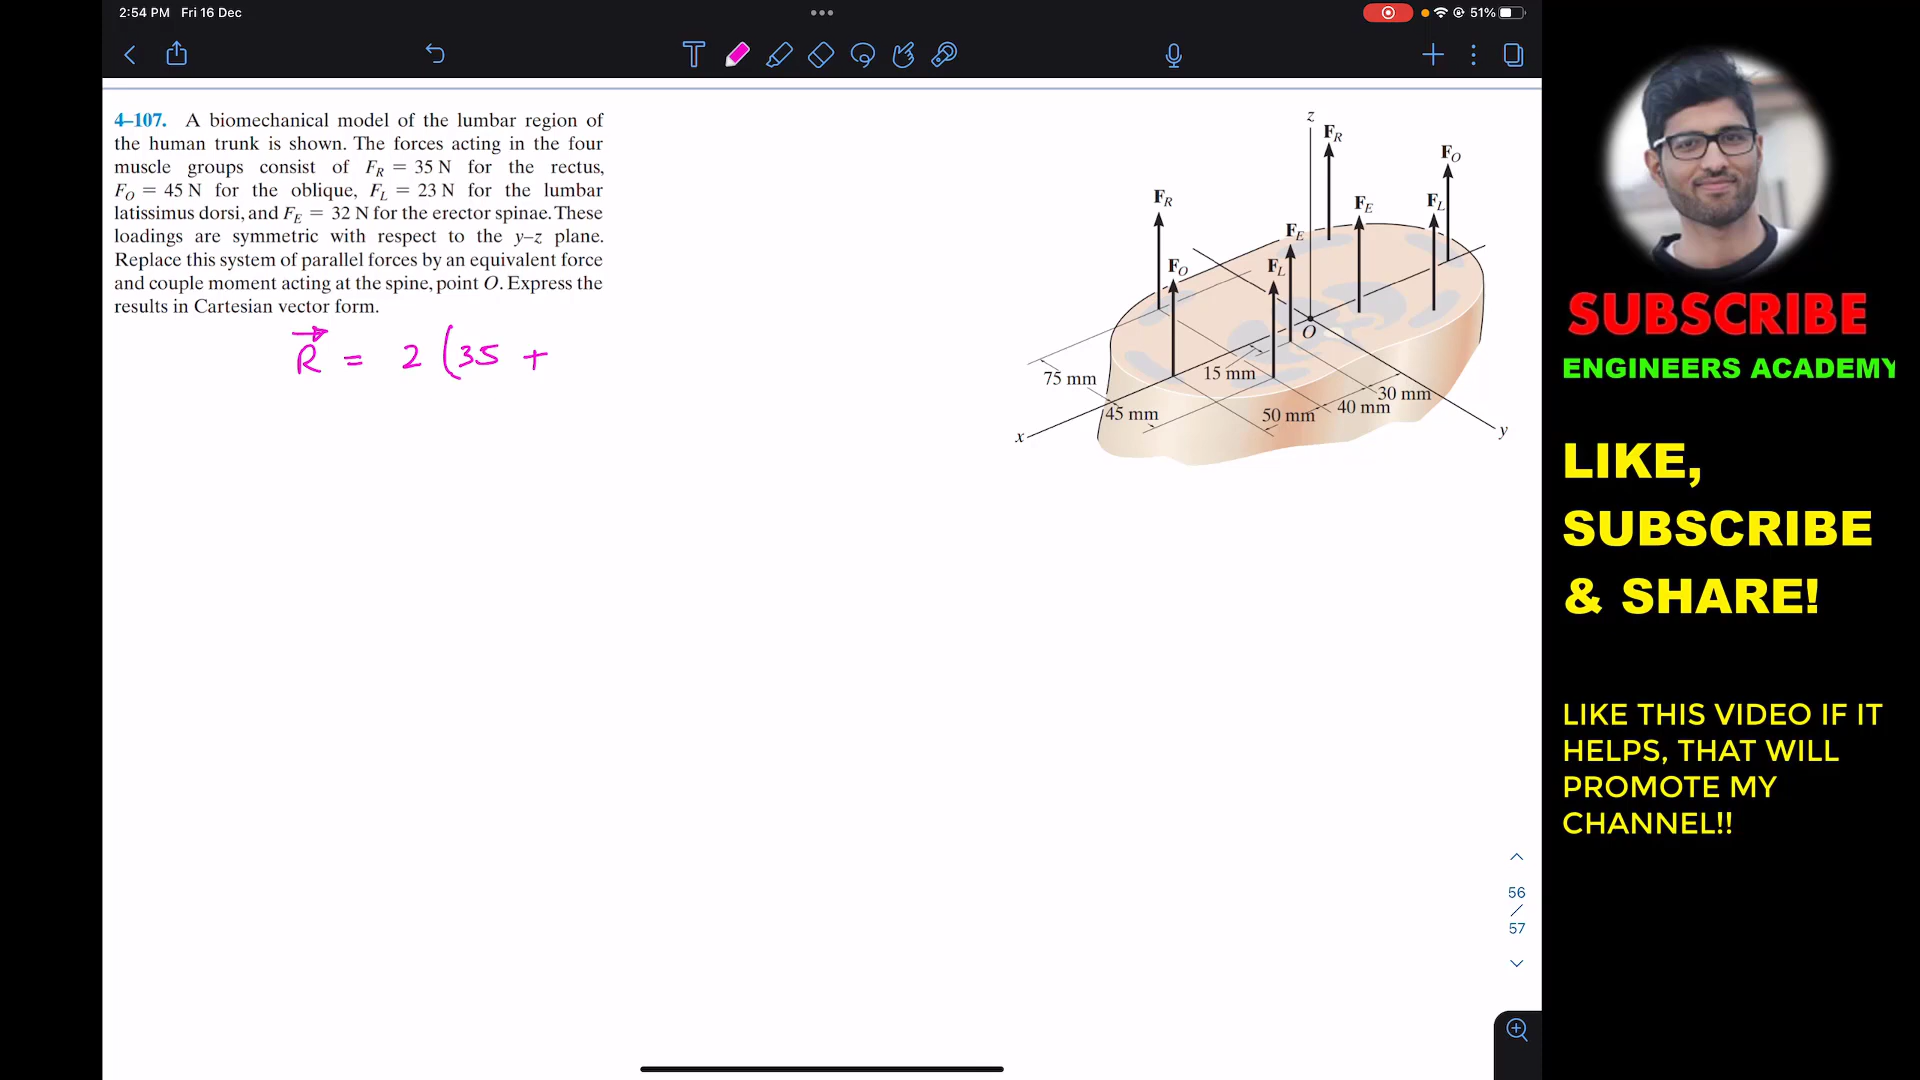 2:54 PM Fri 16 Dec
51%
4–107. A biomechanical model of the lumbar region of
the human trunk is shown. The forces acting in the four
muscle groups consist of F_R = 35 N for the rectus,
F_O = 45 N for the oblique, F_L = 23 N for the lumbar
latissimus dorsi, and F_E = 32 N for the erector spinae. These
loadings are symmetric with respect to the y–z plane.
Replace this system of parallel forces by an equivalent force
and couple moment acting at the spine, point O. Express the
results in Cartesian vector form.
R⃗ = 2 (35 +
z
F_R
F_O
F_R
F_E
F_L
F_E
F_O
F_L
O
75 mm
15 mm
45 mm
50 mm
40 mm
30 mm
x
y
56
/
57
SUBSCRIBE
ENGINEERS ACADEMY
LIKE,
SUBSCRIBE
& SHARE!
LIKE THIS VIDEO IF IT
HELPS, THAT WILL
PROMOTE MY
CHANNEL!!